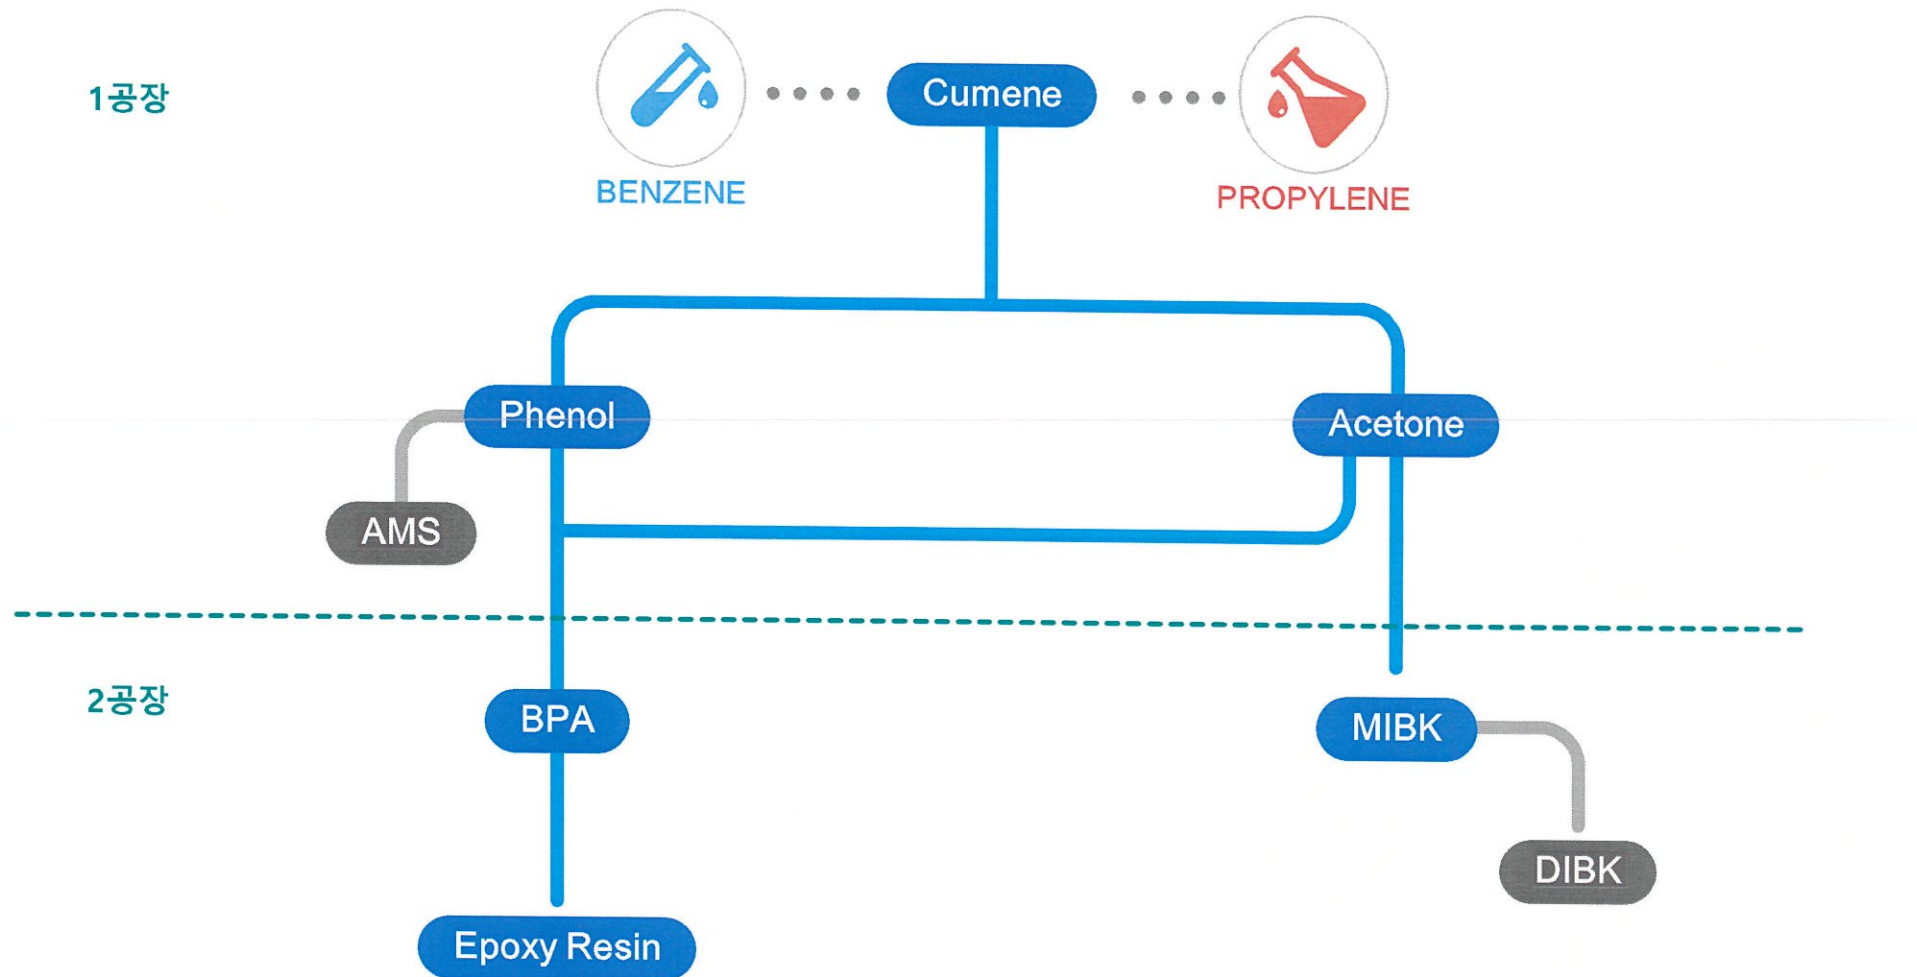 1공장
Cumene
BENZENE
PROPYLENE
Phenol
Acetone
AMS
2공장
BPA
MIBK
DIBK
Epoxy Resin